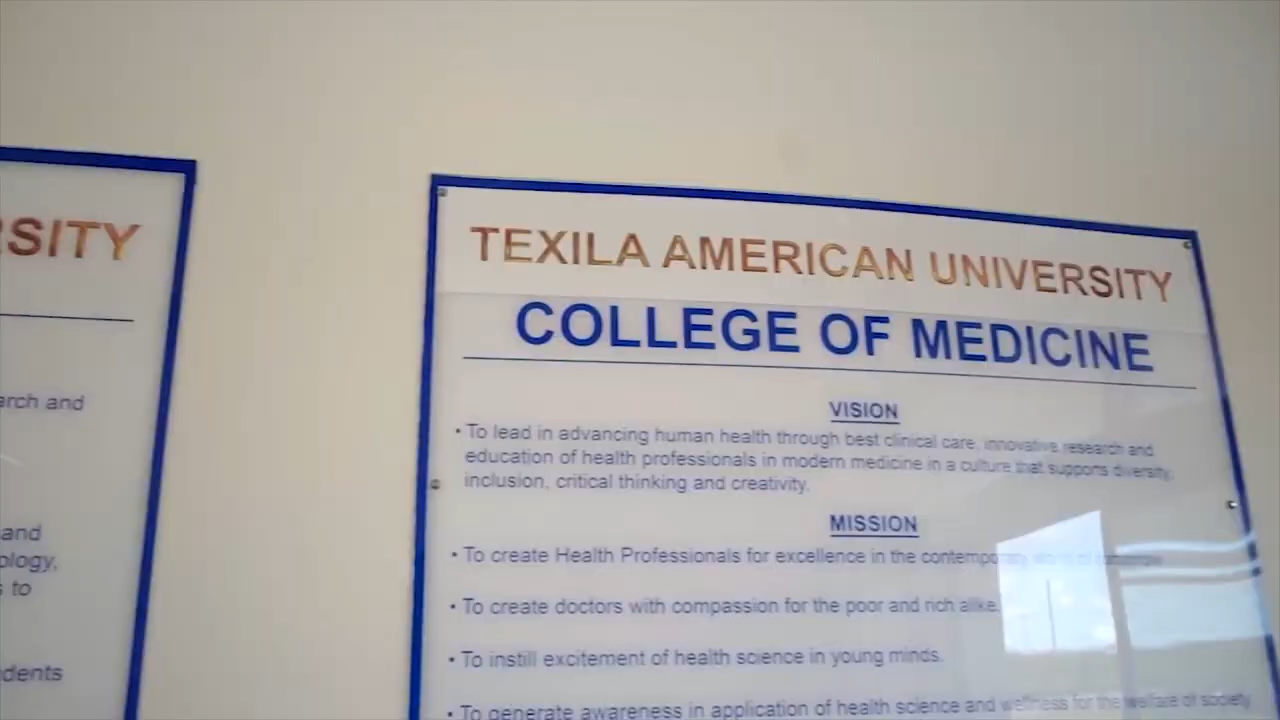 RSITY
arch and
and
ology,
s to
dents
TEXILA AMERICAN UNIVERSITY
COLLEGE OF MEDICINE
VISION
• To lead in advancing human health through best clinical care, innovative research and
education of health professionals in modern medicine in a culture that supports diversity,
inclusion, critical thinking and creativity.
MISSION
• To create Health Professionals for excellence in the contemporary world of tomorrow.
• To create doctors with compassion for the poor and rich alike.
• To instill excitement of health science in young minds.
• To generate awareness in application of health science and wellness for the welfare of society